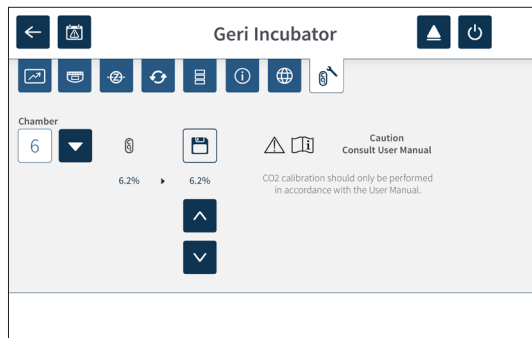 Geri Incubator
Chamber
6
6.2%
6.2%
Caution
Consult User Manual
CO2 calibration should only be performed
in accordance with the User Manual.